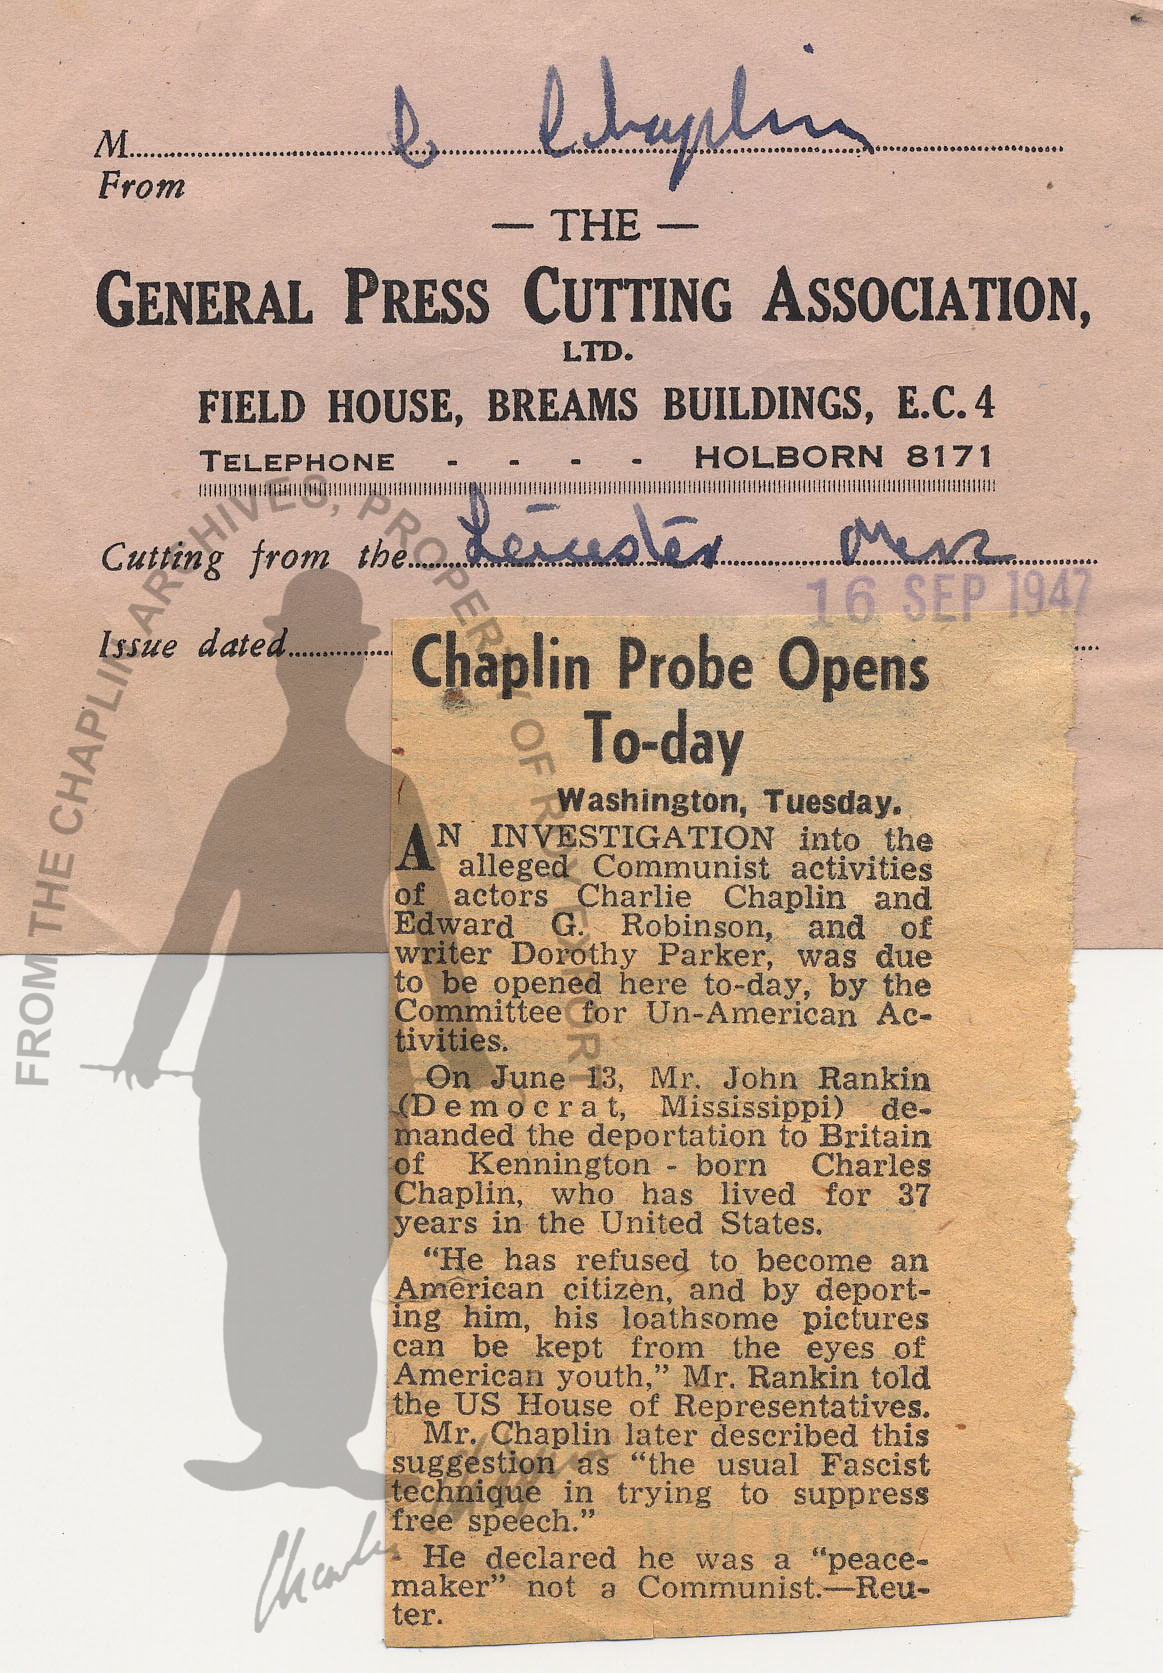 M. C Chaplin
From
— THE —
GENERAL PRESS CUTTING ASSOCIATION,
LTD.
FIELD HOUSE, BREAMS BUILDINGS, E.C. 4
TELEPHONE - - - - HOLBORN 8171
Cutting from the Leicester Merc
16 SEP 1947
Issue dated
Chaplin Probe Opens
To-day
Washington, Tuesday.
AN INVESTIGATION into the
alleged Communist activities
of actors Charlie Chaplin and
Edward G. Robinson, and of
writer Dorothy Parker, was due
to be opened here to-day, by the
Committee for Un-American Ac-
tivities.
On June 13, Mr. John Rankin
(Democrat, Mississippi) de-
manded the deportation to Britain
of Kennington - born Charles
Chaplin, who has lived for 37
years in the United States.
“He has refused to become an
American citizen, and by deport-
ing him, his loathsome pictures
can be kept from the eyes of
American youth,” Mr. Rankin told
the US House of Representatives.
Mr. Chaplin later described this
suggestion as “the usual Fascist
technique in trying to suppress
free speech.”
He declared he was a “peace-
maker” not a Communist.—Reu-
ter.
FROM THE CHAPLIN ARCHIVES, PROPERTY OF ROY EXPORT
Charlie Chaplin